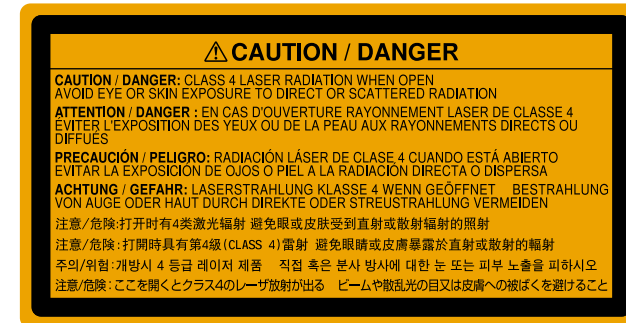 ⚠ CAUTION / DANGER
CAUTION / DANGER: CLASS 4 LASER RADIATION WHEN OPEN
AVOID EYE OR SKIN EXPOSURE TO DIRECT OR SCATTERED RADIATION
ATTENTION / DANGER : EN CAS D'OUVERTURE RAYONNEMENT LASER DE CLASSE 4
ÉVITER L'EXPOSITION DES YEUX OU DE LA PEAU AUX RAYONNEMENTS DIRECTS OU
DIFFUÉS
PRECAUCIÓN / PELIGRO: RADIACIÓN LÁSER DE CLASE 4 CUANDO ESTÁ ABIERTO
EVITAR LA EXPOSICIÓN DE OJOS O PIEL A LA RADIACIÓN DIRECTA O DISPERSA
ACHTUNG / GEFAHR: LASERSTRAHLUNG KLASSE 4 WENN GEÖFFNET BESTRAHLUNG
VON AUGE ODER HAUT DURCH DIREKTE ODER STREUSTRAHLUNG VERMEIDEN
注意/危险:打开时有4类激光辐射 避免眼或皮肤受到直射或散射辐射的照射
注意/危険:打開時具有第4級(CLASS 4)雷射 避免眼睛或皮膚暴露於直射或散射的輻射
주의/위험:개방시 4 등급 레이저 제품 직접 혹은 분사 방사에 대한 눈 또는 피부 노출을 피하시오
注意/危険:ここを開くとクラス4のレーザ放射が出る ビームや散乱光の目又は皮膚への被ばくを避けること